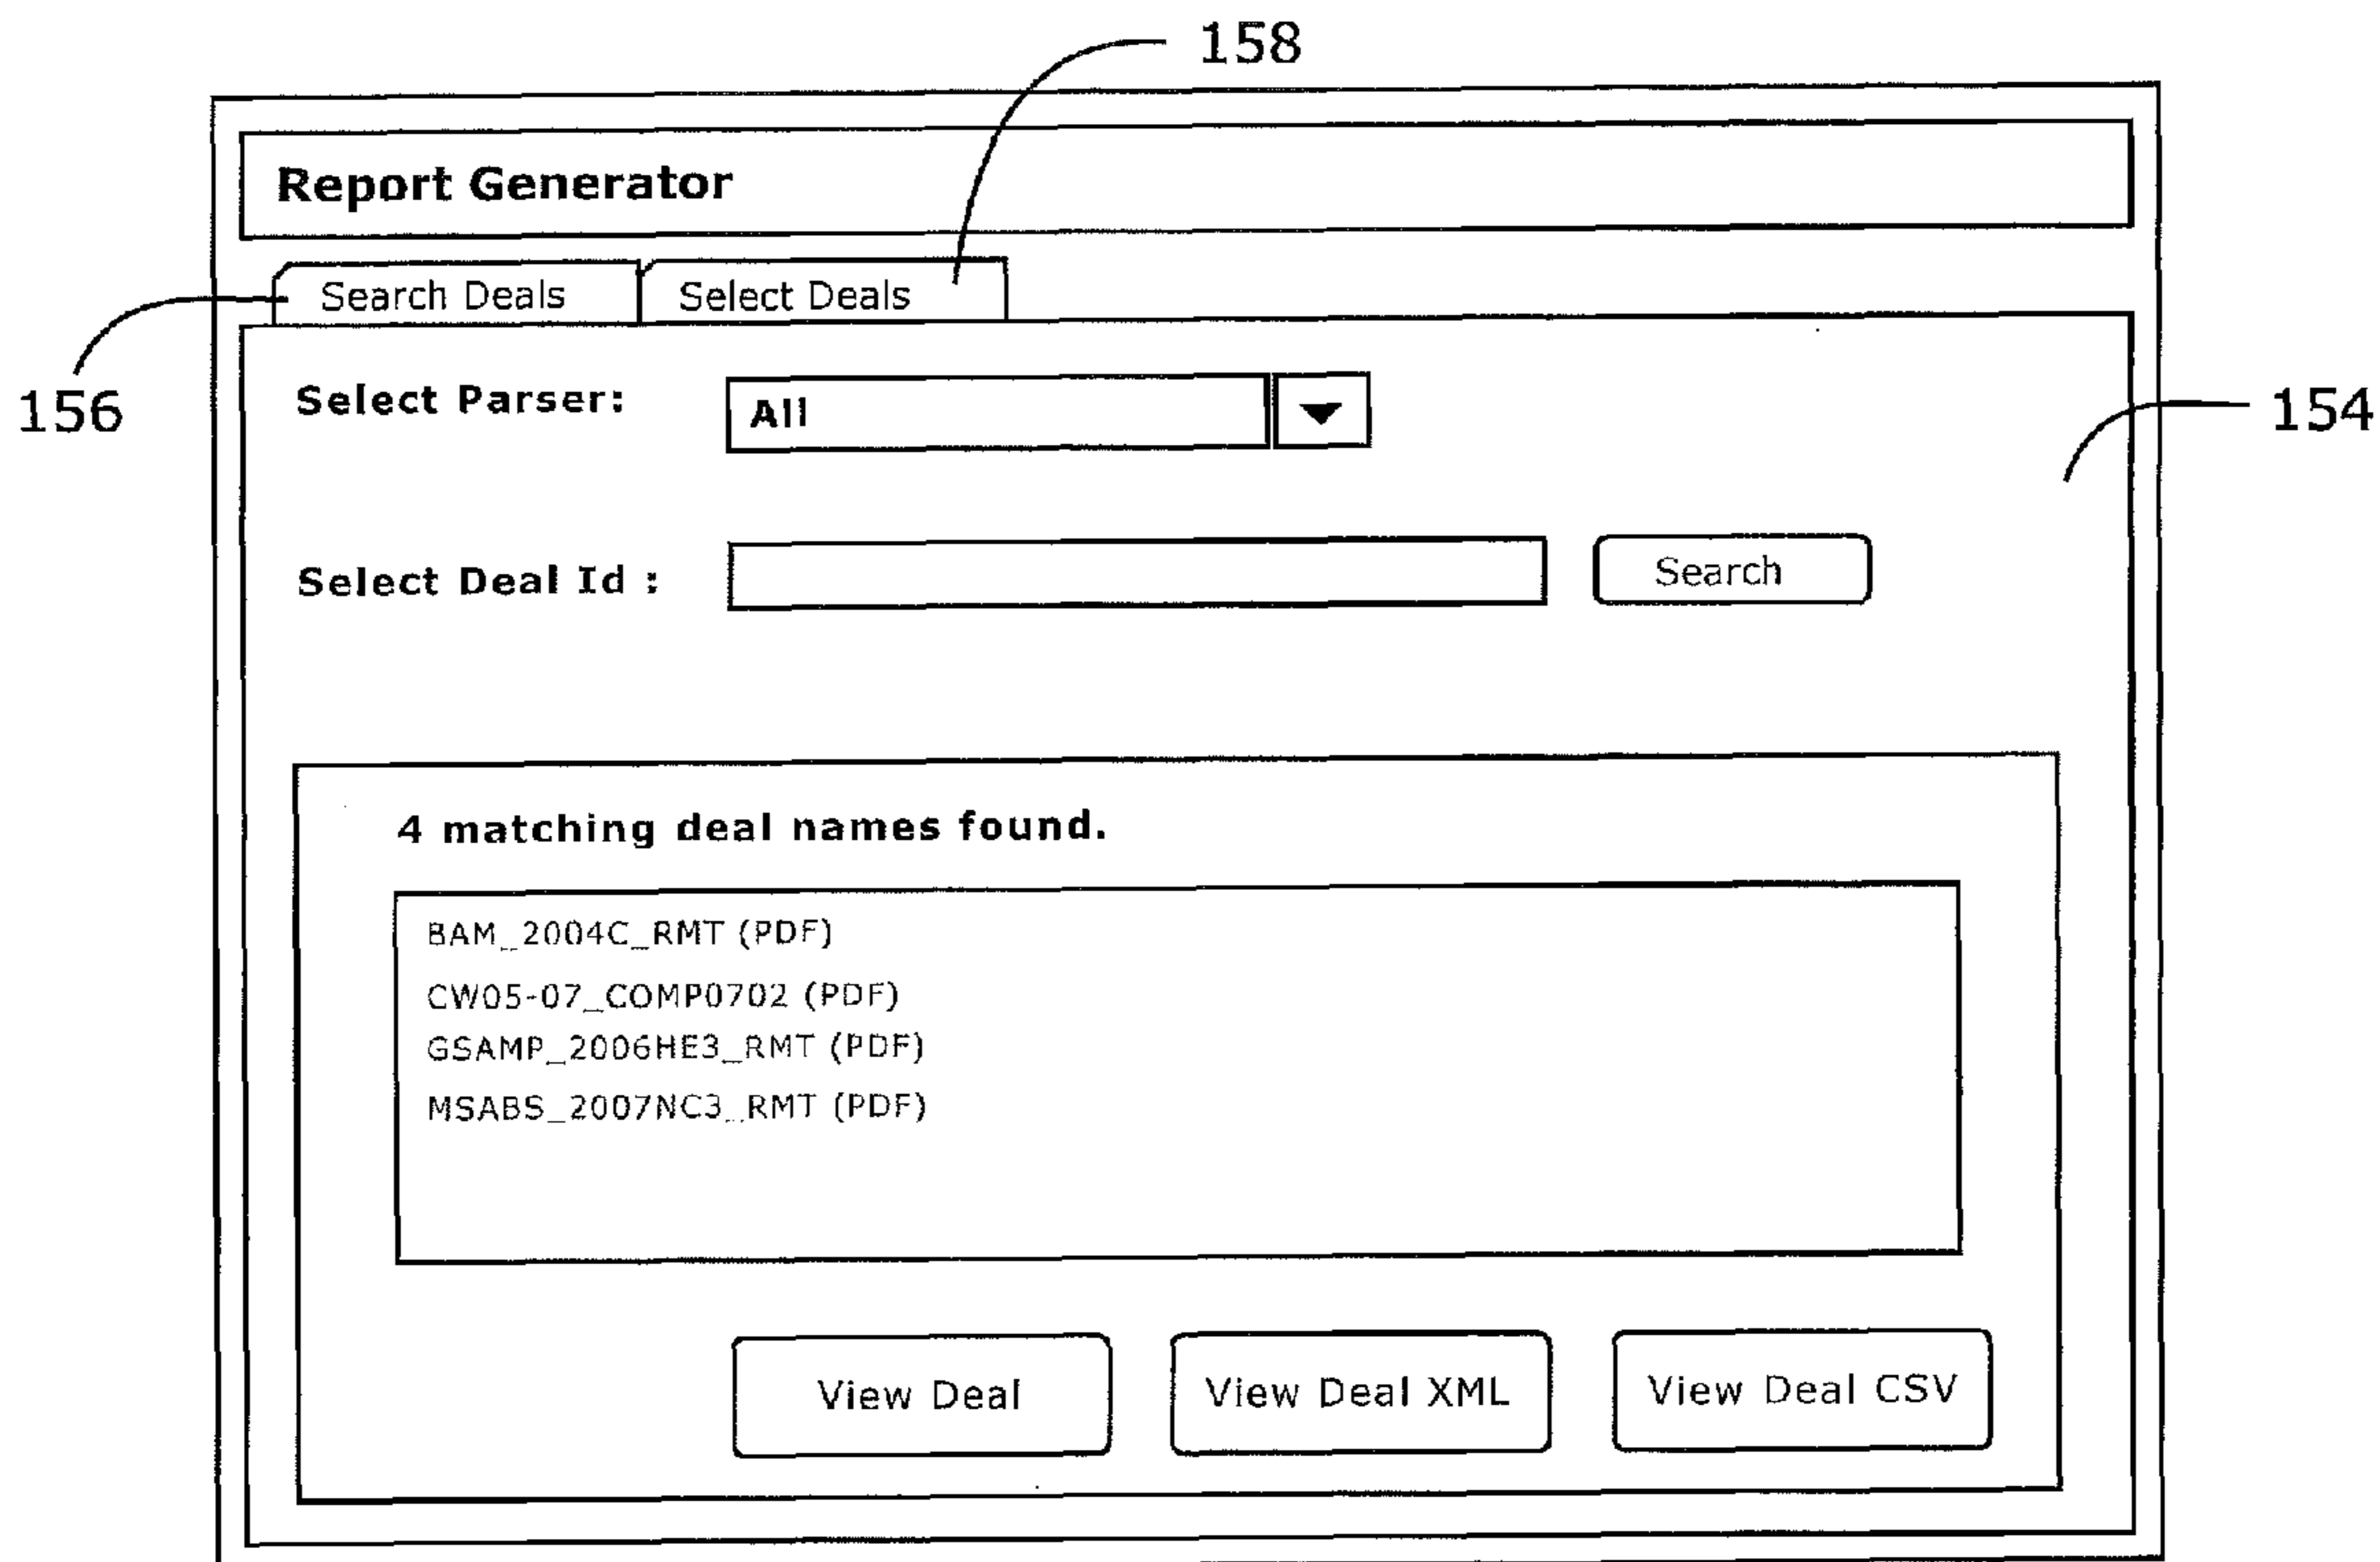 158
Report Generator
Search Deals Select Deals
156
Select Parser: All
154
Select Deal Id : Search
4 matching deal names found.
BAM_2004C_RMT (PDF)
CW05-07_COMP0702 (PDF)
GSAMP_2006HE3_RMT (PDF)
MSABS_2007NC3_RMT (PDF)
View Deal View Deal XML View Deal CSV